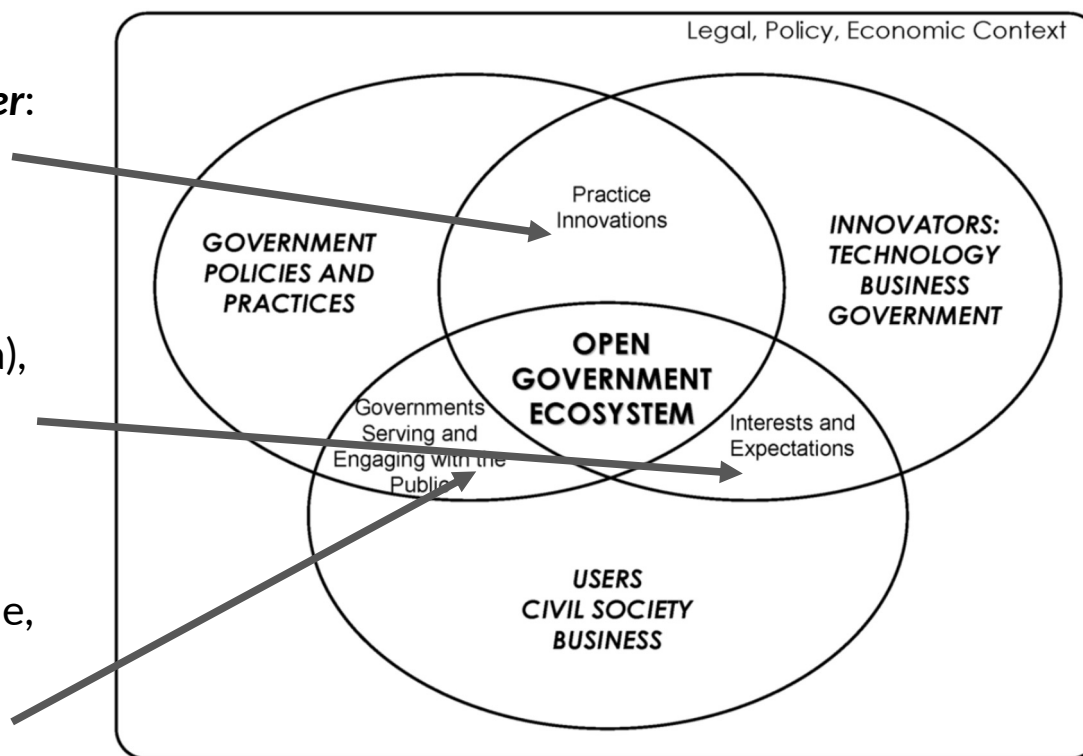 Legal, Policy, Economic Context
er:
Practice
Innovations
GOVERNMENT
POLICIES AND
PRACTICES
INNOVATORS:
TECHNOLOGY
BUSINESS
GOVERNMENT
),
OPEN
GOVERNMENT
ECOSYSTEM
Governments
Serving and
Engaging with the
Public
Interests and
Expectations
e,
USERS
CIVIL SOCIETY
BUSINESS